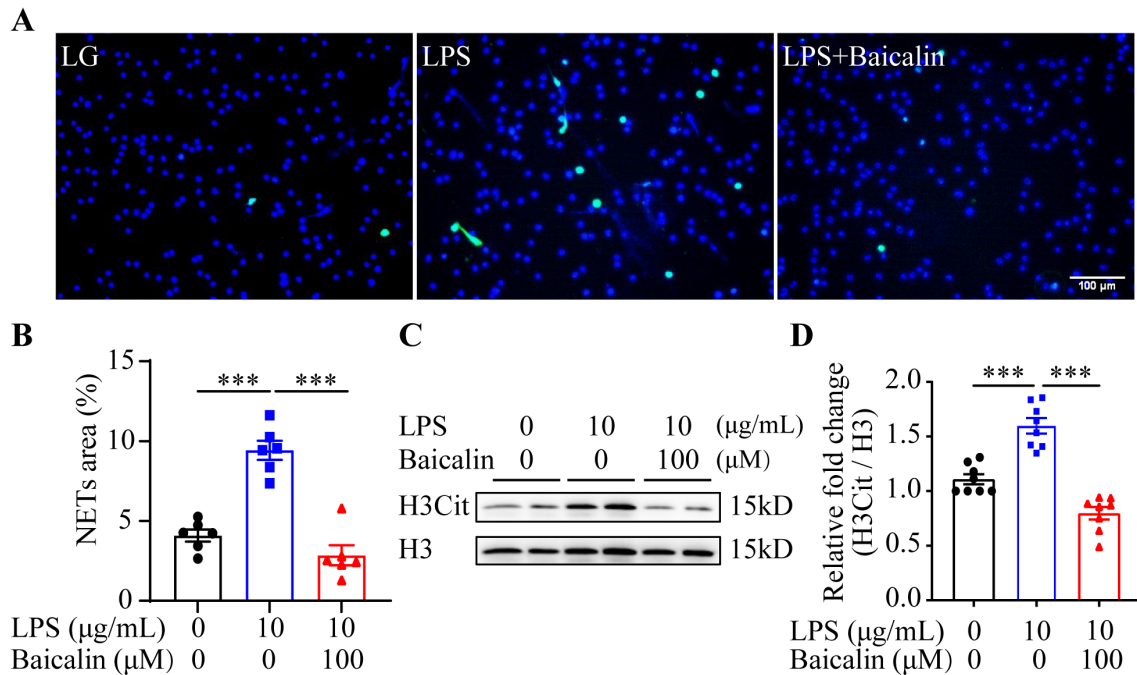 A
LG
LPS
LPS+Baicalin
100 μm
B
NETs area (%)
15
10
5
0
*** ***
LPS (μg/mL) 0 10 10
Baicalin (μM) 0 0 100
C
LPS 0 10 10 (μg/mL)
Baicalin 0 0 100 (μM)
H3Cit 15kD
H3 15kD
D
Relative fold change
(H3Cit / H3)
2.0
1.5
1.0
0.5
0.0
*** ***
LPS (μg/mL) 0 10 10
Baicalin (μM) 0 0 100